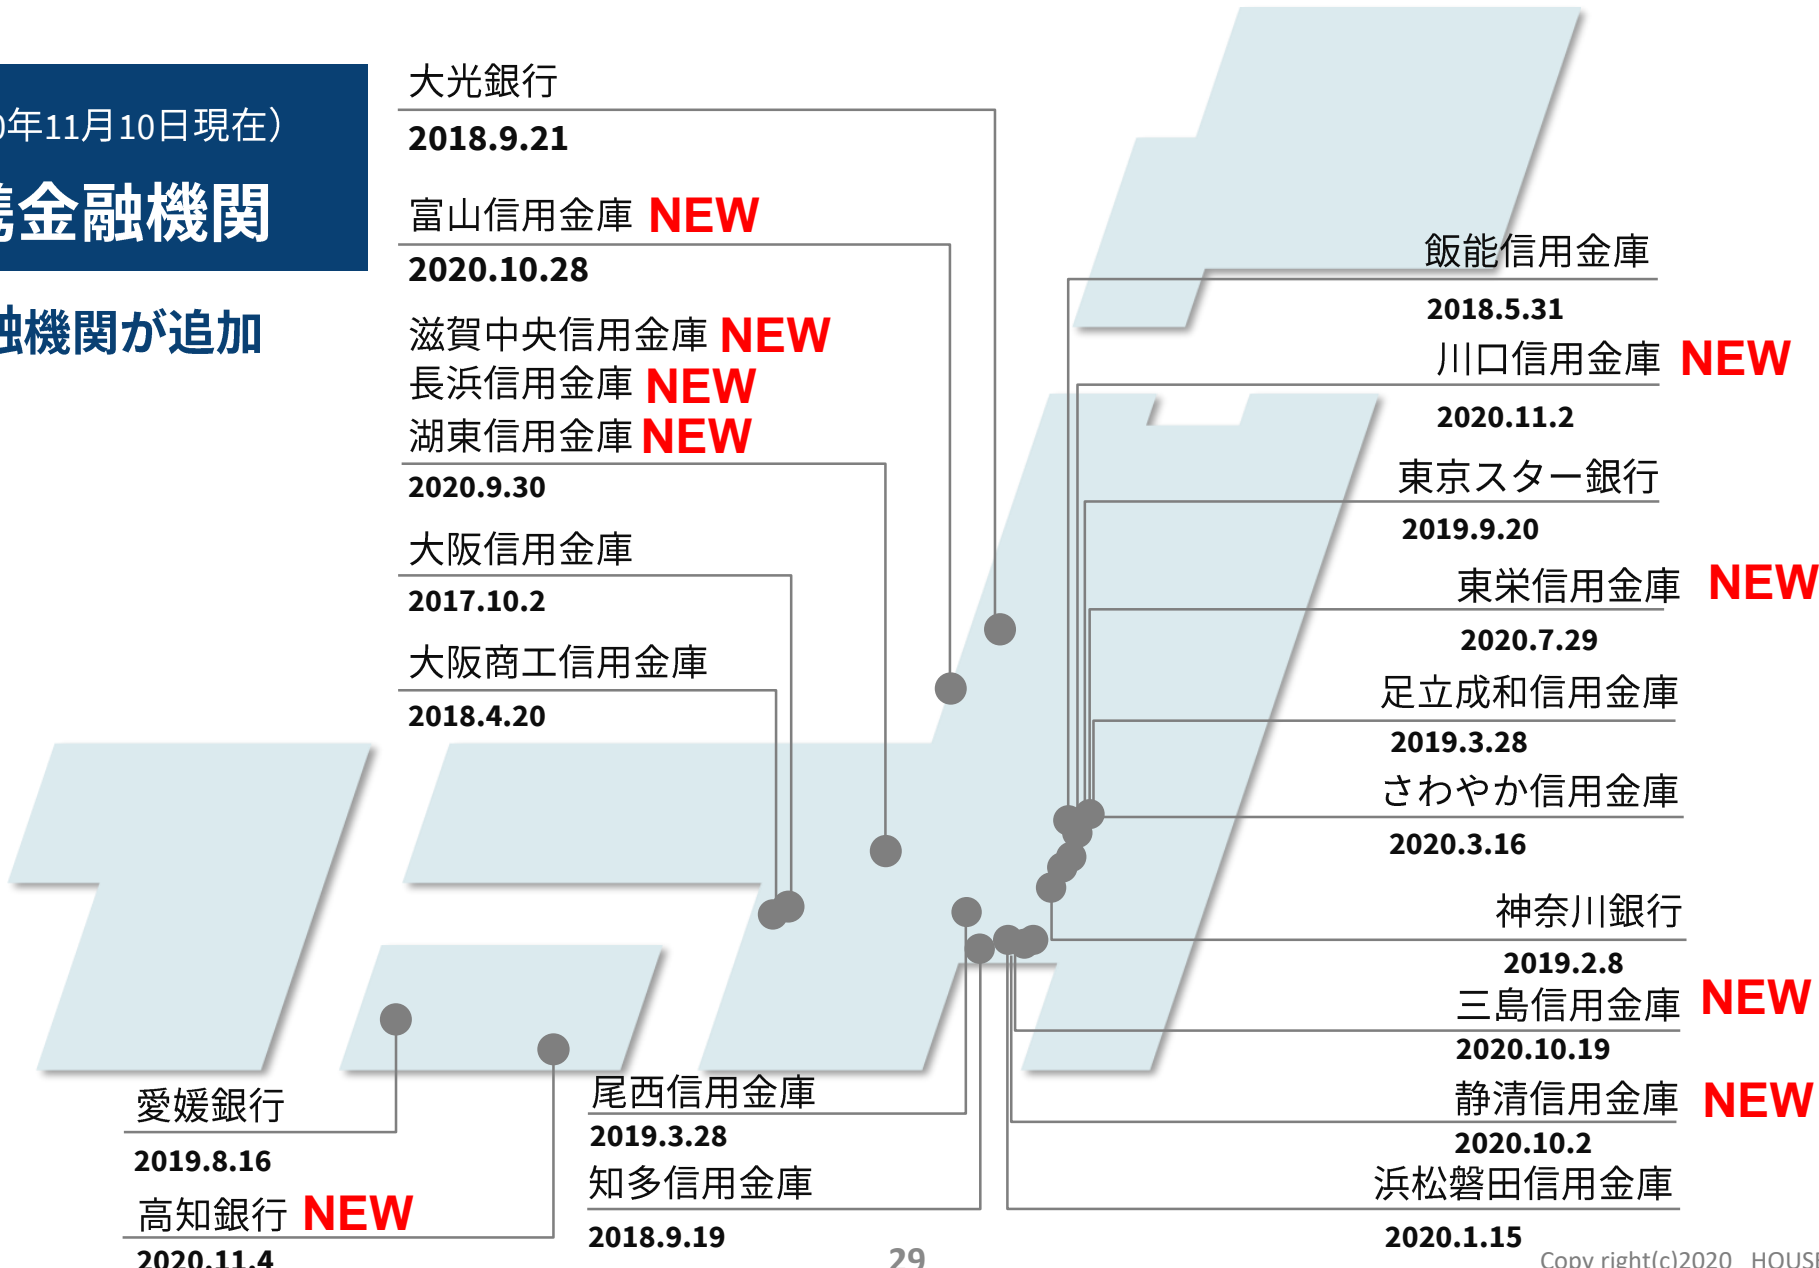 0年11月10日現在）
金融機関
融機関が追加
大光銀行
2018.9.21
富山信用金庫 NEW
2020.10.28
滋賀中央信用金庫 NEW
長浜信用金庫 NEW
湖東信用金庫 NEW
2020.9.30
大阪信用金庫
2017.10.2
大阪商工信用金庫
2018.4.20
飯能信用金庫
2018.5.31
川口信用金庫 NEW
2020.11.2
東京スター銀行
2019.9.20
東栄信用金庫 NEW
2020.7.29
足立成和信用金庫
2019.3.28
さわやか信用金庫
2020.3.16
神奈川銀行
2019.2.8
三島信用金庫 NEW
2020.10.19
静清信用金庫 NEW
2020.10.2
浜松磐田信用金庫
2020.1.15
愛媛銀行
2019.8.16
高知銀行 NEW
2020.11.4
尾西信用金庫
2019.3.28
知多信用金庫
2018.9.19
29
Copy right(c)2020 HOUSE